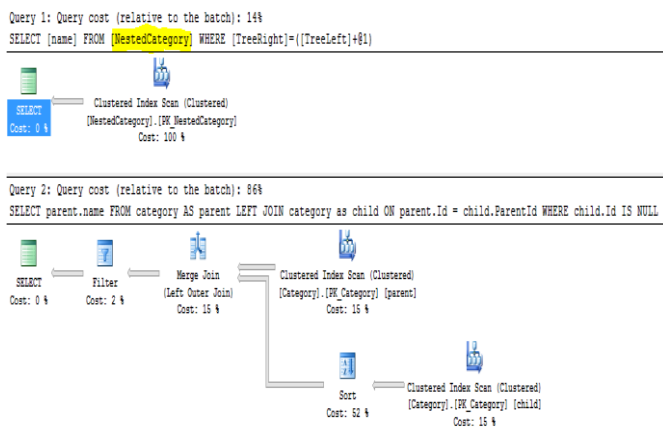 Query 1: Query cost (relative to the batch): 14%
SELECT [name] FROM [NestedCategory] WHERE [TreeRight]=([TreeLeft]+@1)
SELECT
Cost: 0 %
Clustered Index Scan (Clustered)
[NestedCategory].[PK_NestedCategory]
Cost: 100 %
Query 2: Query cost (relative to the batch): 86%
SELECT parent.name FROM category AS parent LEFT JOIN category as child ON parent.Id = child.ParentId WHERE child.Id IS NULL
SELECT
Cost: 0 %
Filter
Cost: 2 %
Merge Join
(Left Outer Join)
Cost: 15 %
Clustered Index Scan (Clustered)
[Category].[PK_Category] [parent]
Cost: 15 %
Sort
Cost: 52 %
Clustered Index Scan (Clustered)
[Category].[PK_Category] [child]
Cost: 15 %